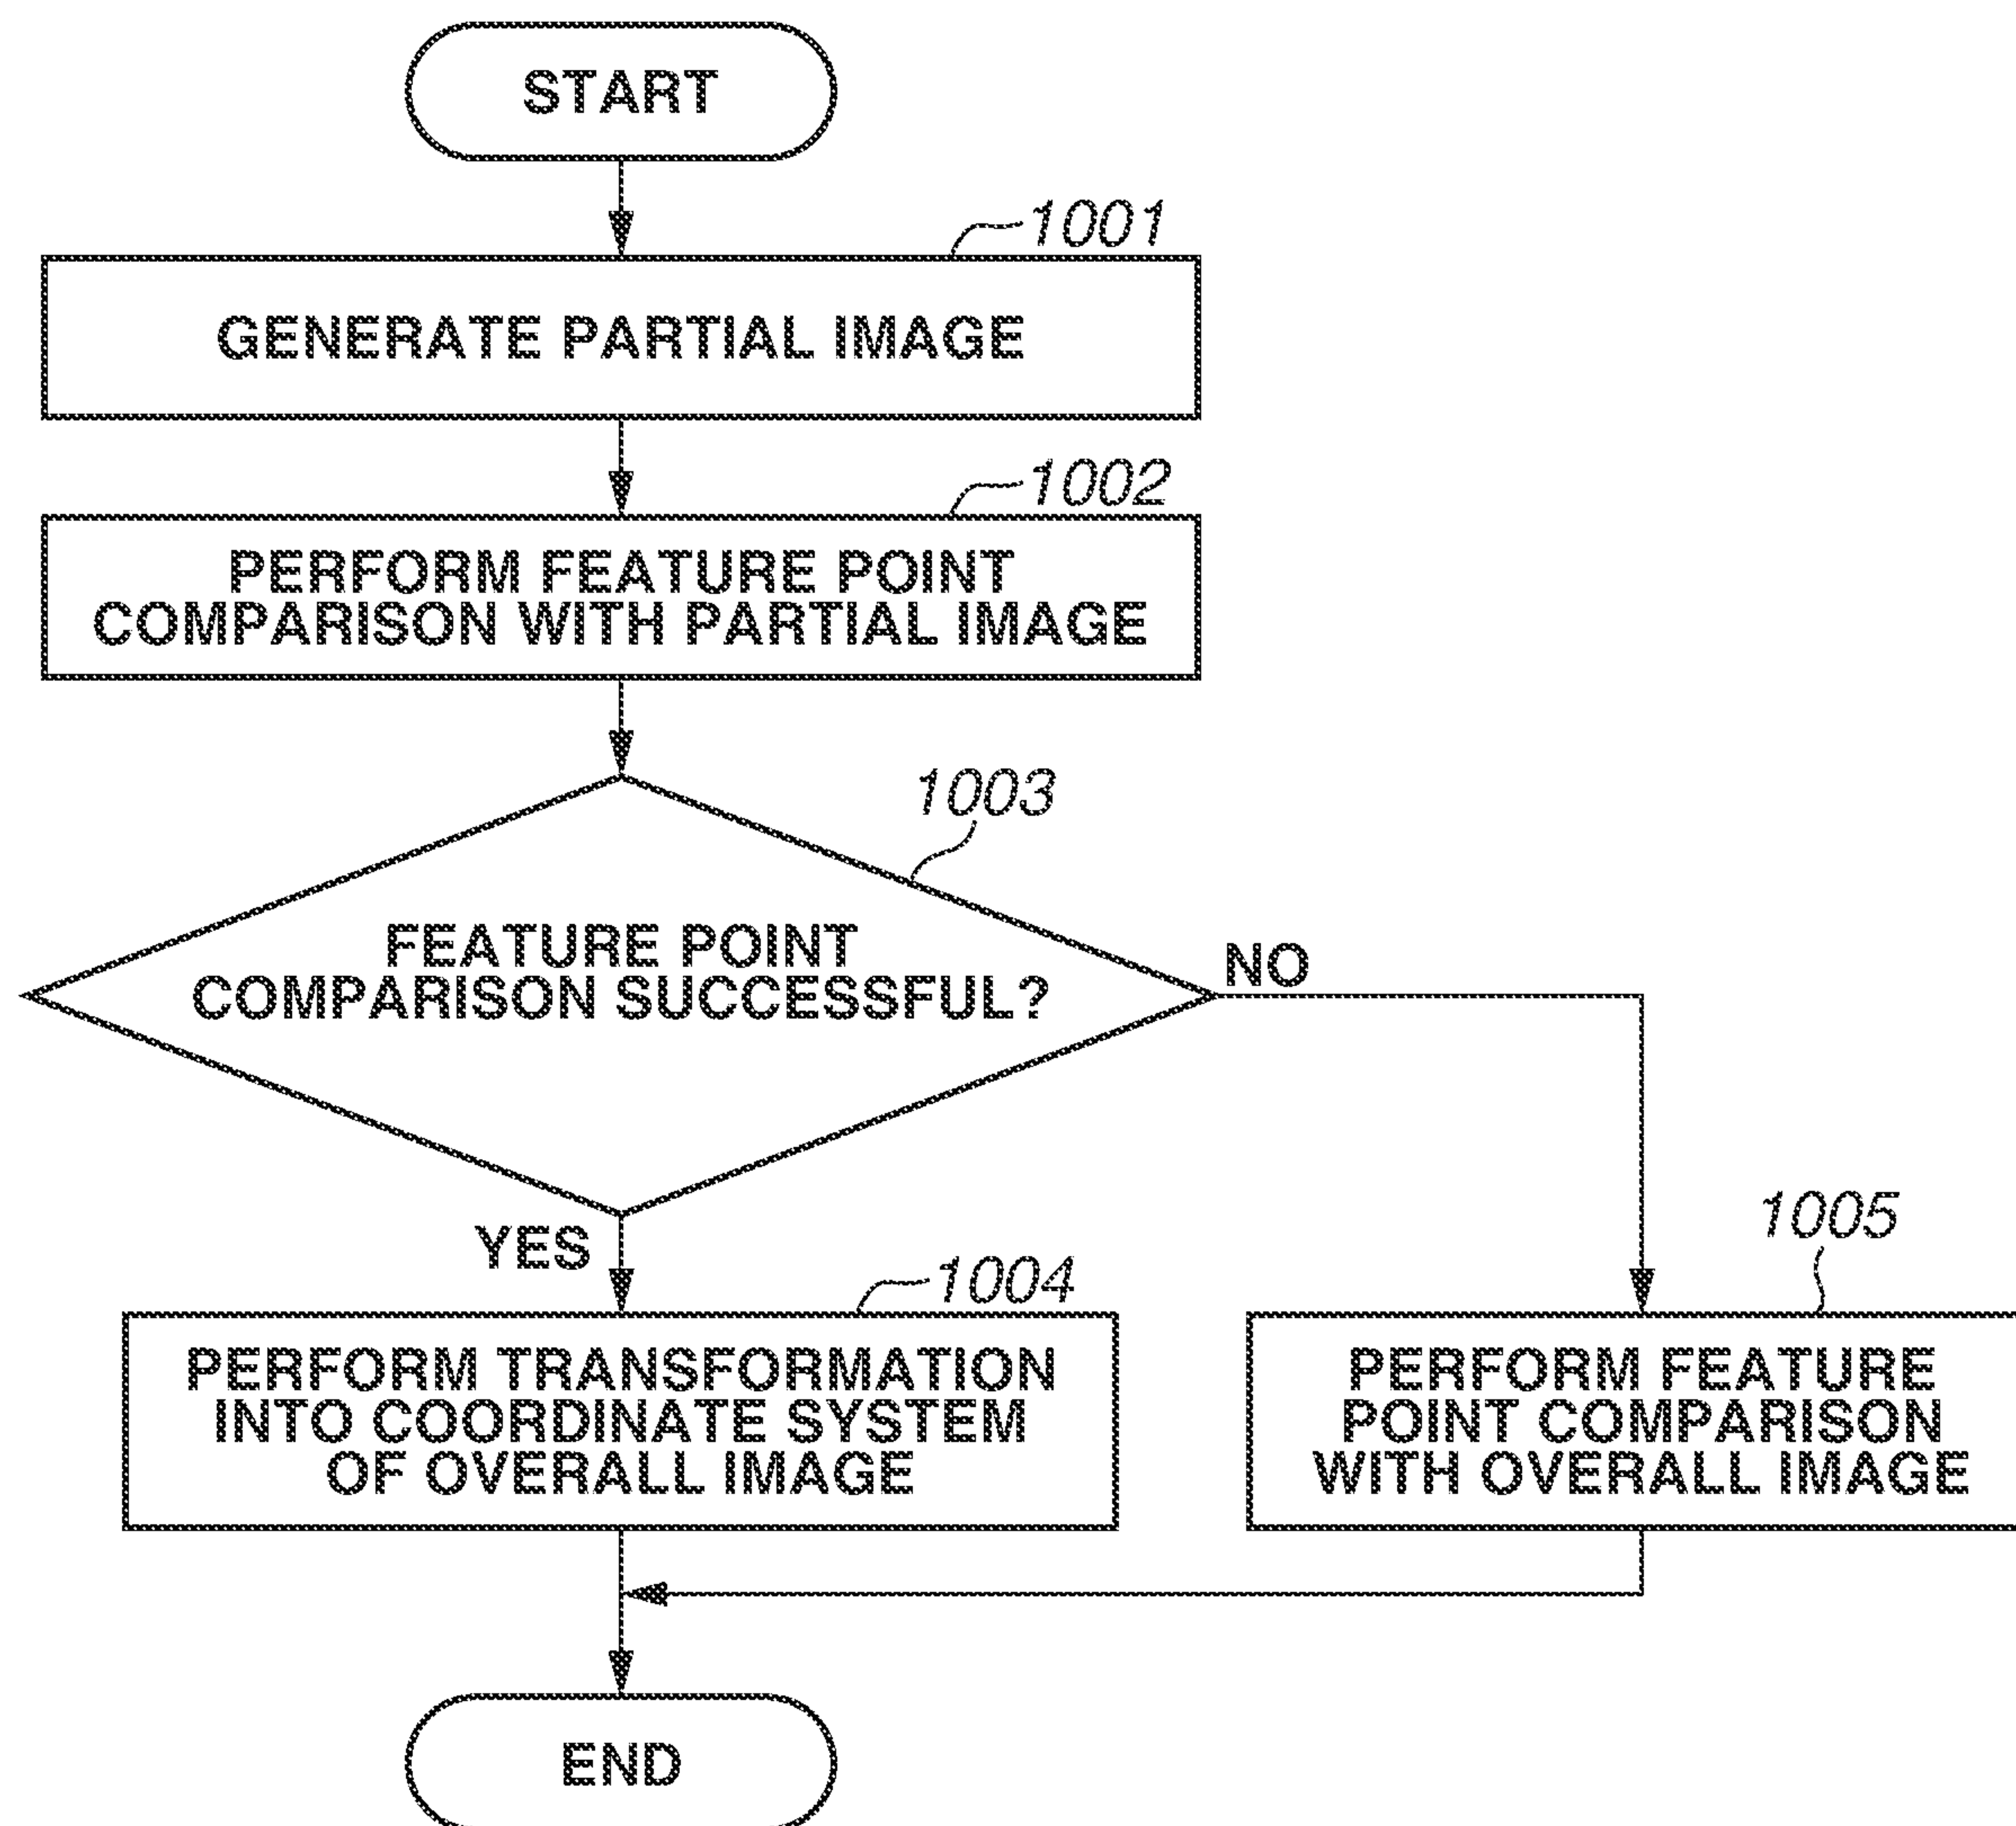 START
1001
GENERATE PARTIAL IMAGE
1002
PERFORM FEATURE POINT
COMPARISON WITH PARTIAL IMAGE
1003
FEATURE POINT
COMPARISON SUCCESSFUL?
NO
YES
1004
PERFORM TRANSFORMATION
INTO COORDINATE SYSTEM
OF OVERALL IMAGE
1005
PERFORM FEATURE
POINT COMPARISON
WITH OVERALL IMAGE
END